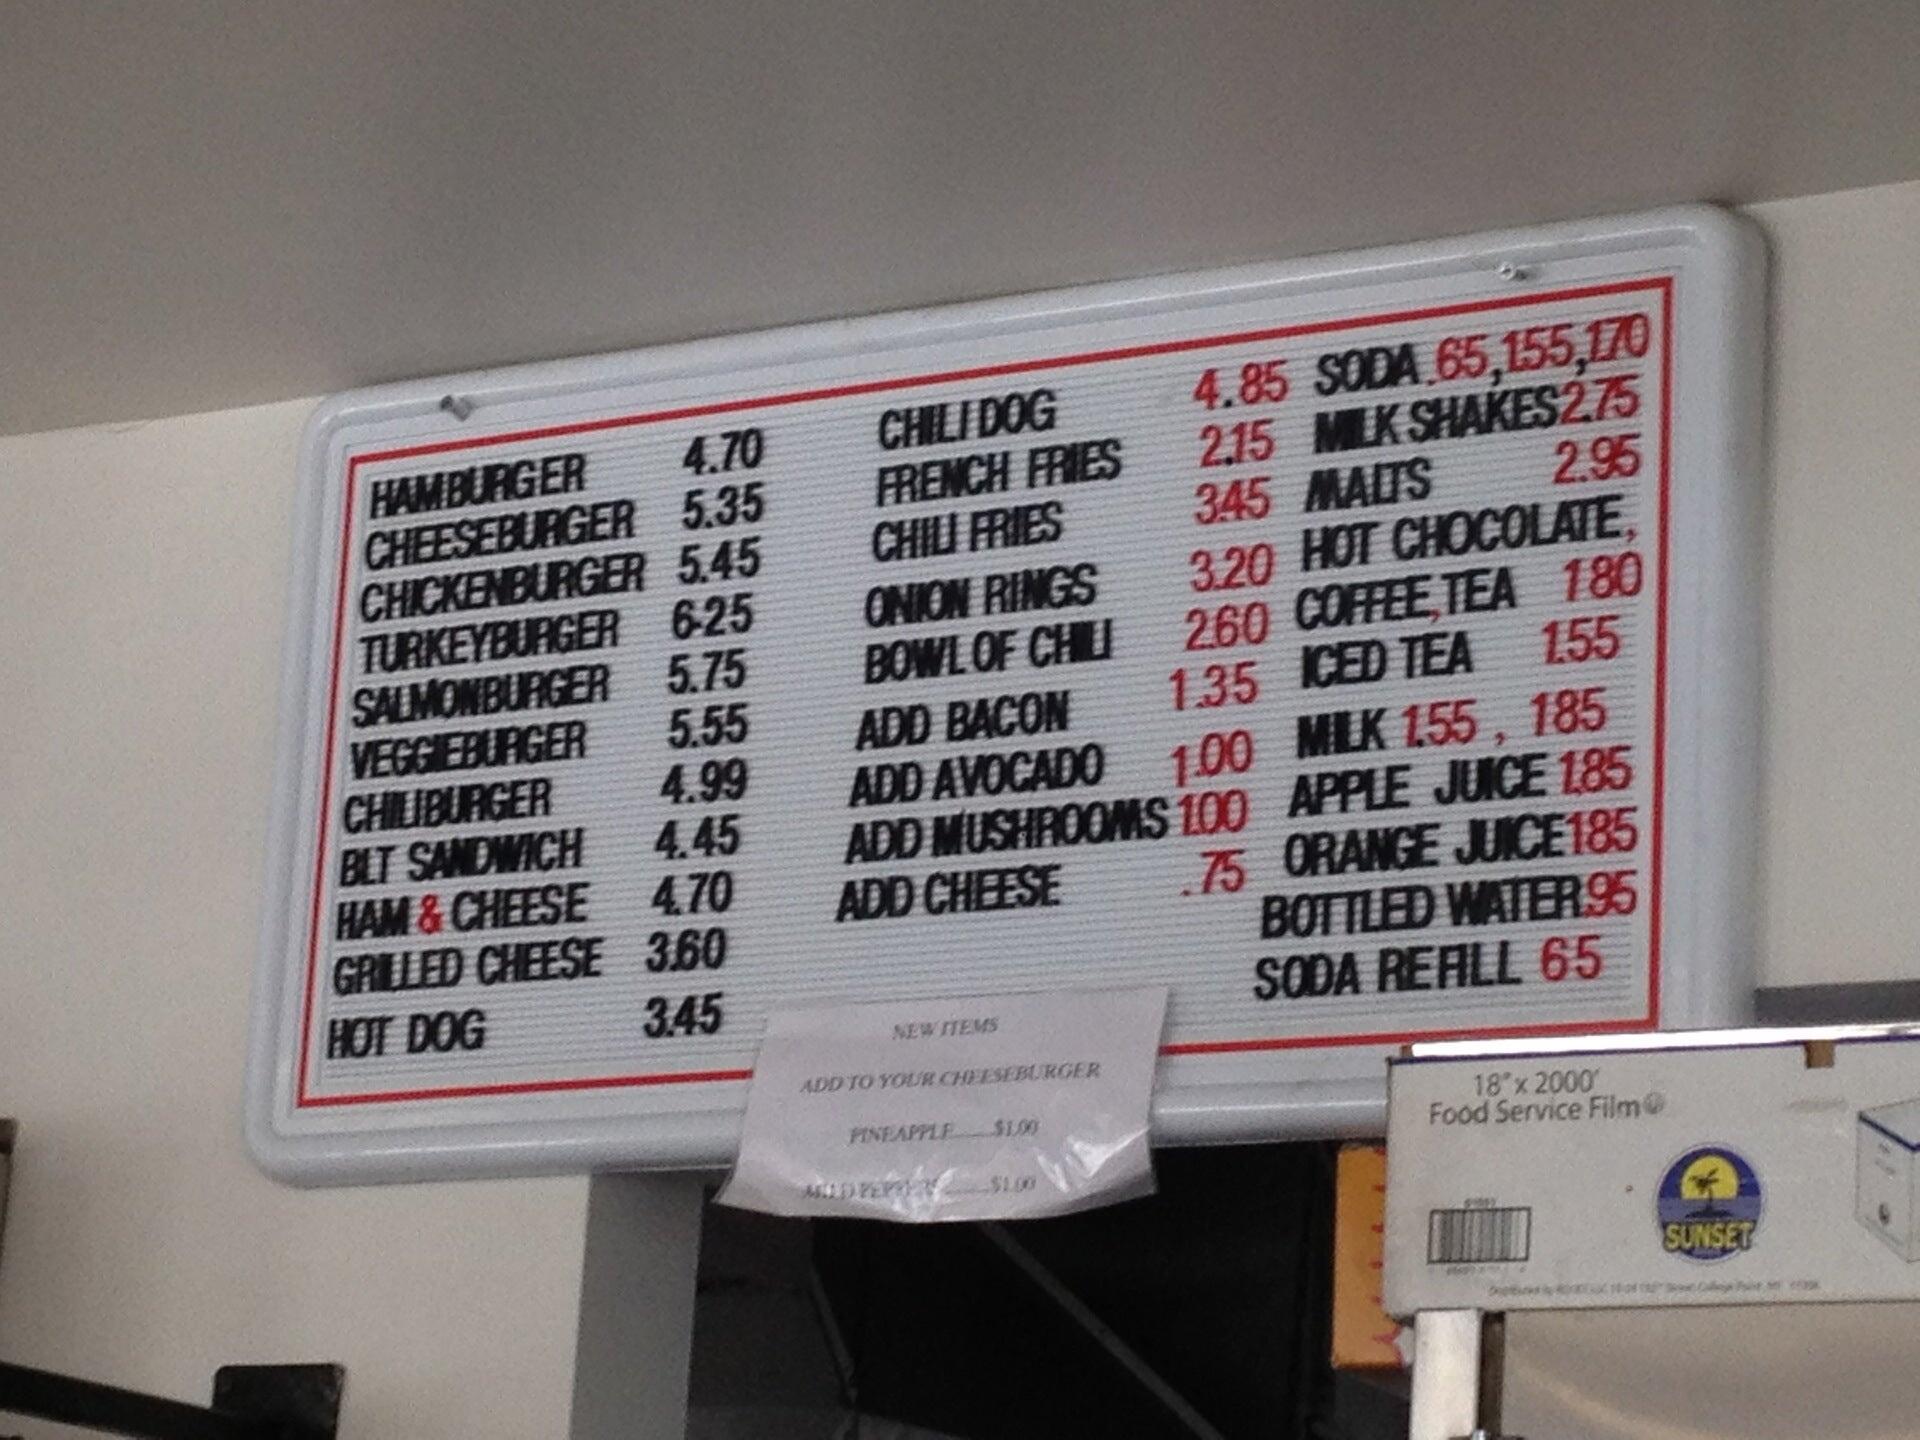 HAMBURGER 4.70
CHEESEBURGER 5.35
CHICKENBURGER 5.45
TURKEYBURGER 6.25
SALMONBURGER 5.75
VEGGIEBURGER 5.55
CHILIBURGER 4.99
BLT SANDWICH 4.45
HAM & CHEESE 4.70
GRILLED CHEESE 3.60
HOT DOG 3.45
CHILI DOG 4.85
FRENCH FRIES 2.15
CHILI FRIES 3.45
ONION RINGS 3.20
BOWL OF CHILI 2.60
ADD BACON 1.35
ADD AVOCADO 1.00
ADD MUSHROOMS 1.00
ADD CHEESE .75
SODA .65, 1.55, 1.70
MILK SHAKES 2.75
MALTS 2.95
HOT CHOCOLATE,
COFFEE, TEA 1.80
ICED TEA 1.55
MILK 1.55, 1.85
APPLE JUICE 1.85
ORANGE JUICE 1.85
BOTTLED WATER .95
SODA REFILL 65
NEW ITEMS
ADD TO YOUR CHEESEBURGER
PINEAPPLE.......$1.00
MILD PEPPERS.........$1.00
18" x 2000'
Food Service Film
SUNSET